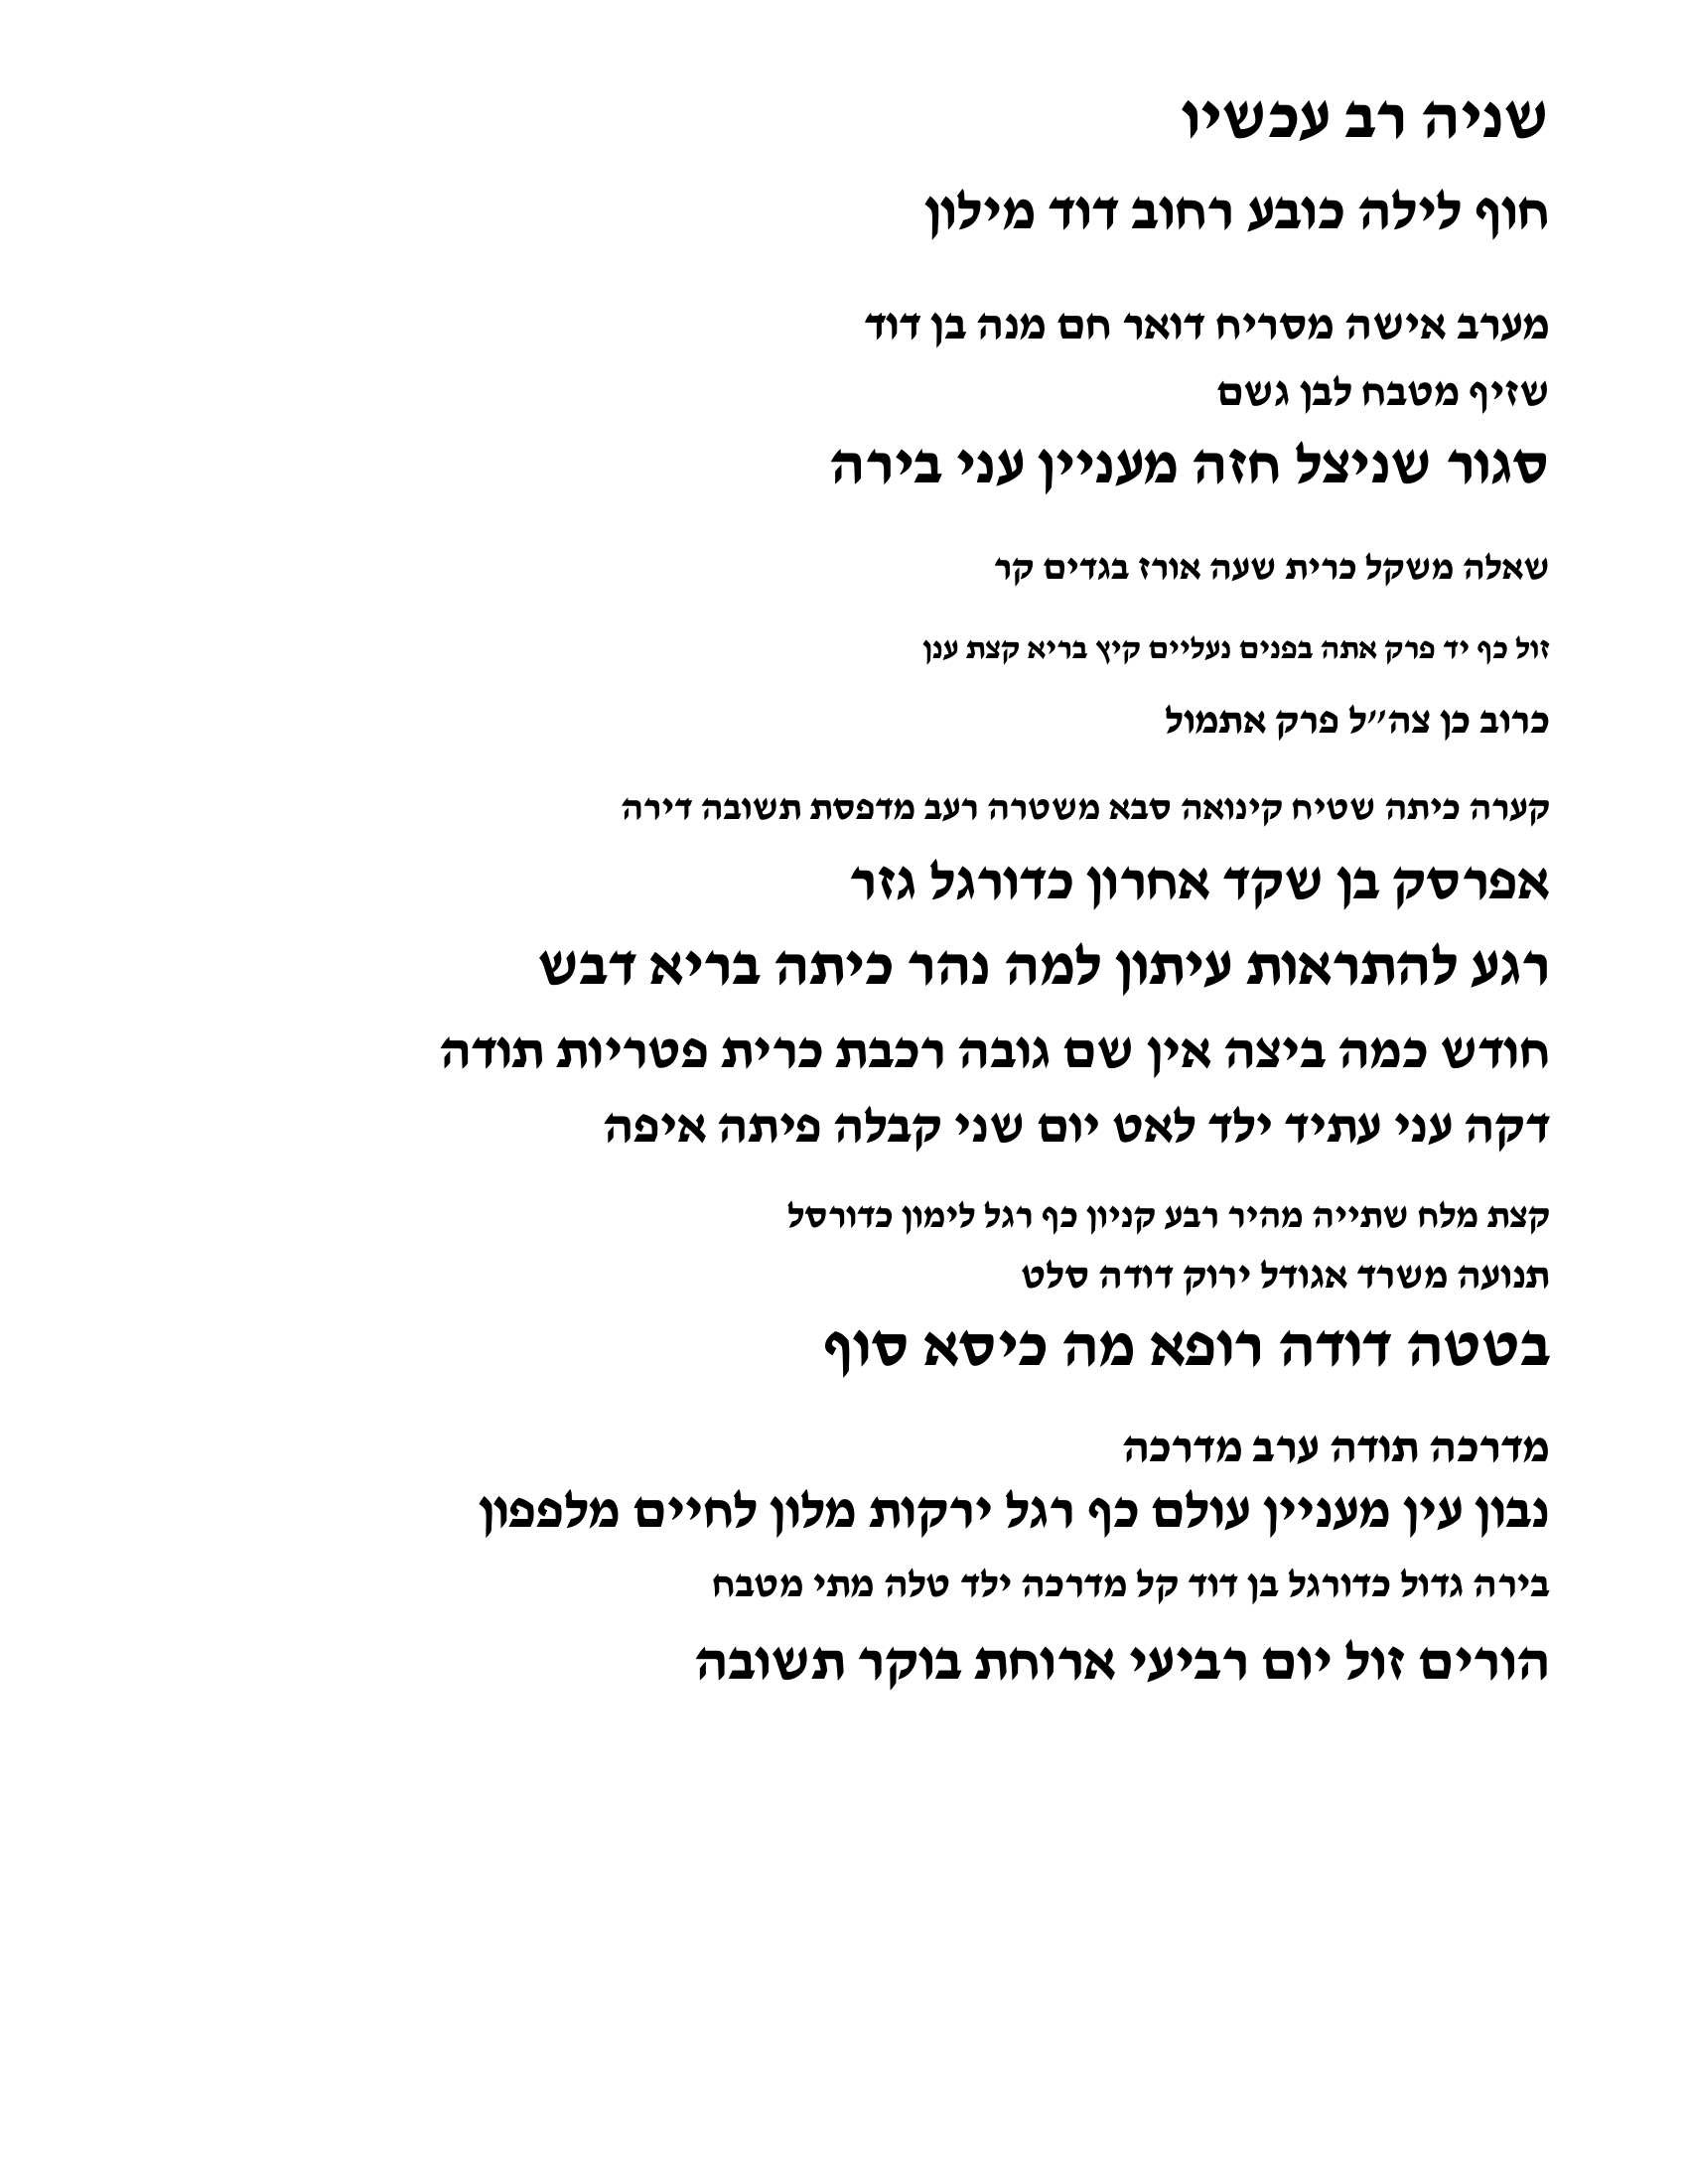 שניה רב עכשיו
חוף לילה כובע רחוב דוד מילון
מערב אישה מסריח דואר חם מנה בן דוד
שזיף מטבח לבן גשם
סגור שניצל חזה מעניין עני בירה
שאלה משקל כרית שעה אורז בגדים קר
זול כף יד פרק אתה בפנים נעליים קיץ בריא קצת ענן
כרוב כן צה״ל פרק אתמול
קערה כיתה שטיח קינואה סבא משטרה רעב מדפסת תשובה דירה
אפרסק בן שקד אחרון כדורגל גזר
רגע להתראות עיתון למה נהר כיתה בריא דבש
חודש כמה ביצה אין שם גובה רכבת כרית פטריות תודה
דקה עני עתיד ילד לאט יום שני קבלה פיתה איפה
קצת מלח שתייה מהיר רבע קניון כף רגל לימון כדורסל
תנועה משרד אגודל ירוק דודה סלט
בטטה דודה רופא מה כיסא סוף
מדרכה תודה ערב מדרכה
נבון עין מעניין עולם כף רגל ירקות מלון לחיים מלפפון
בירה גדול כדורגל בן דוד קל מדרכה ילד טלה מתי מטבח
הורים זול יום רביעי ארוחת בוקר תשובה